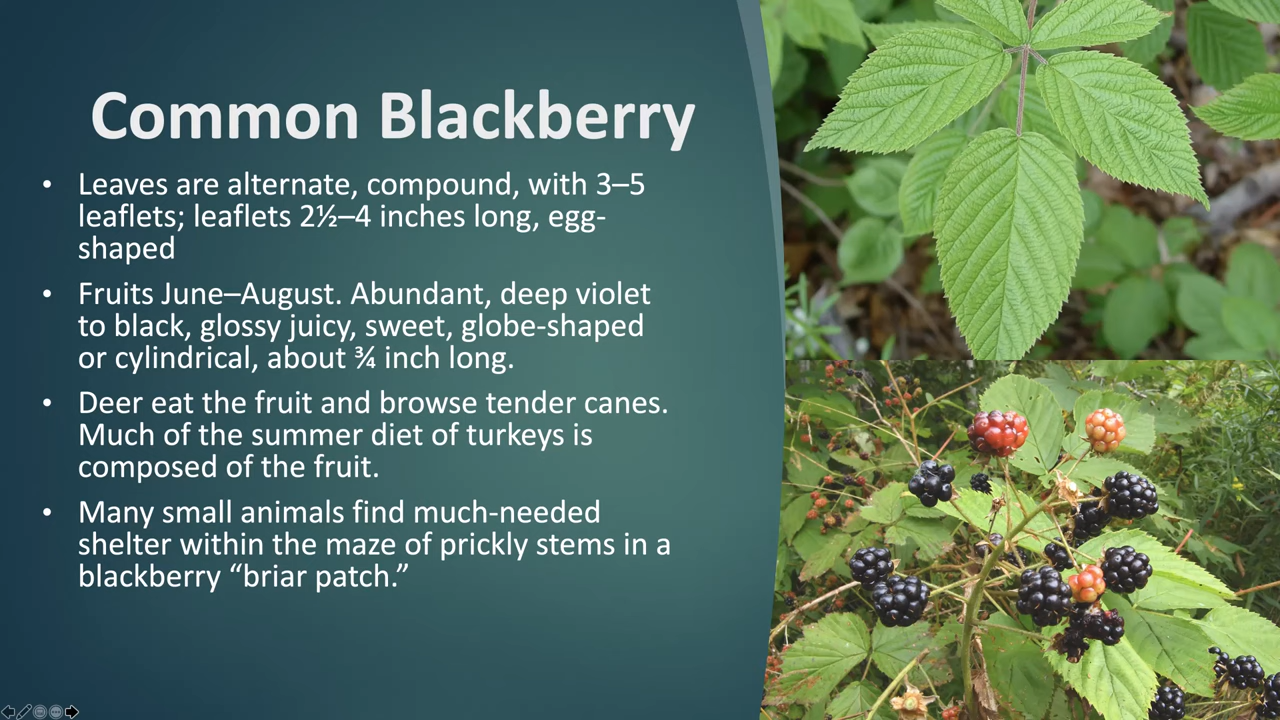 Common Blackberry
• Leaves are alternate, compound, with 3–5
leaflets; leaflets 2½–4 inches long, egg-
shaped
• Fruits June–August. Abundant, deep violet
to black, glossy juicy, sweet, globe-shaped
or cylindrical, about ¾ inch long.
• Deer eat the fruit and browse tender canes.
Much of the summer diet of turkeys is
composed of the fruit.
• Many small animals find much-needed
shelter within the maze of prickly stems in a
blackberry “briar patch.”